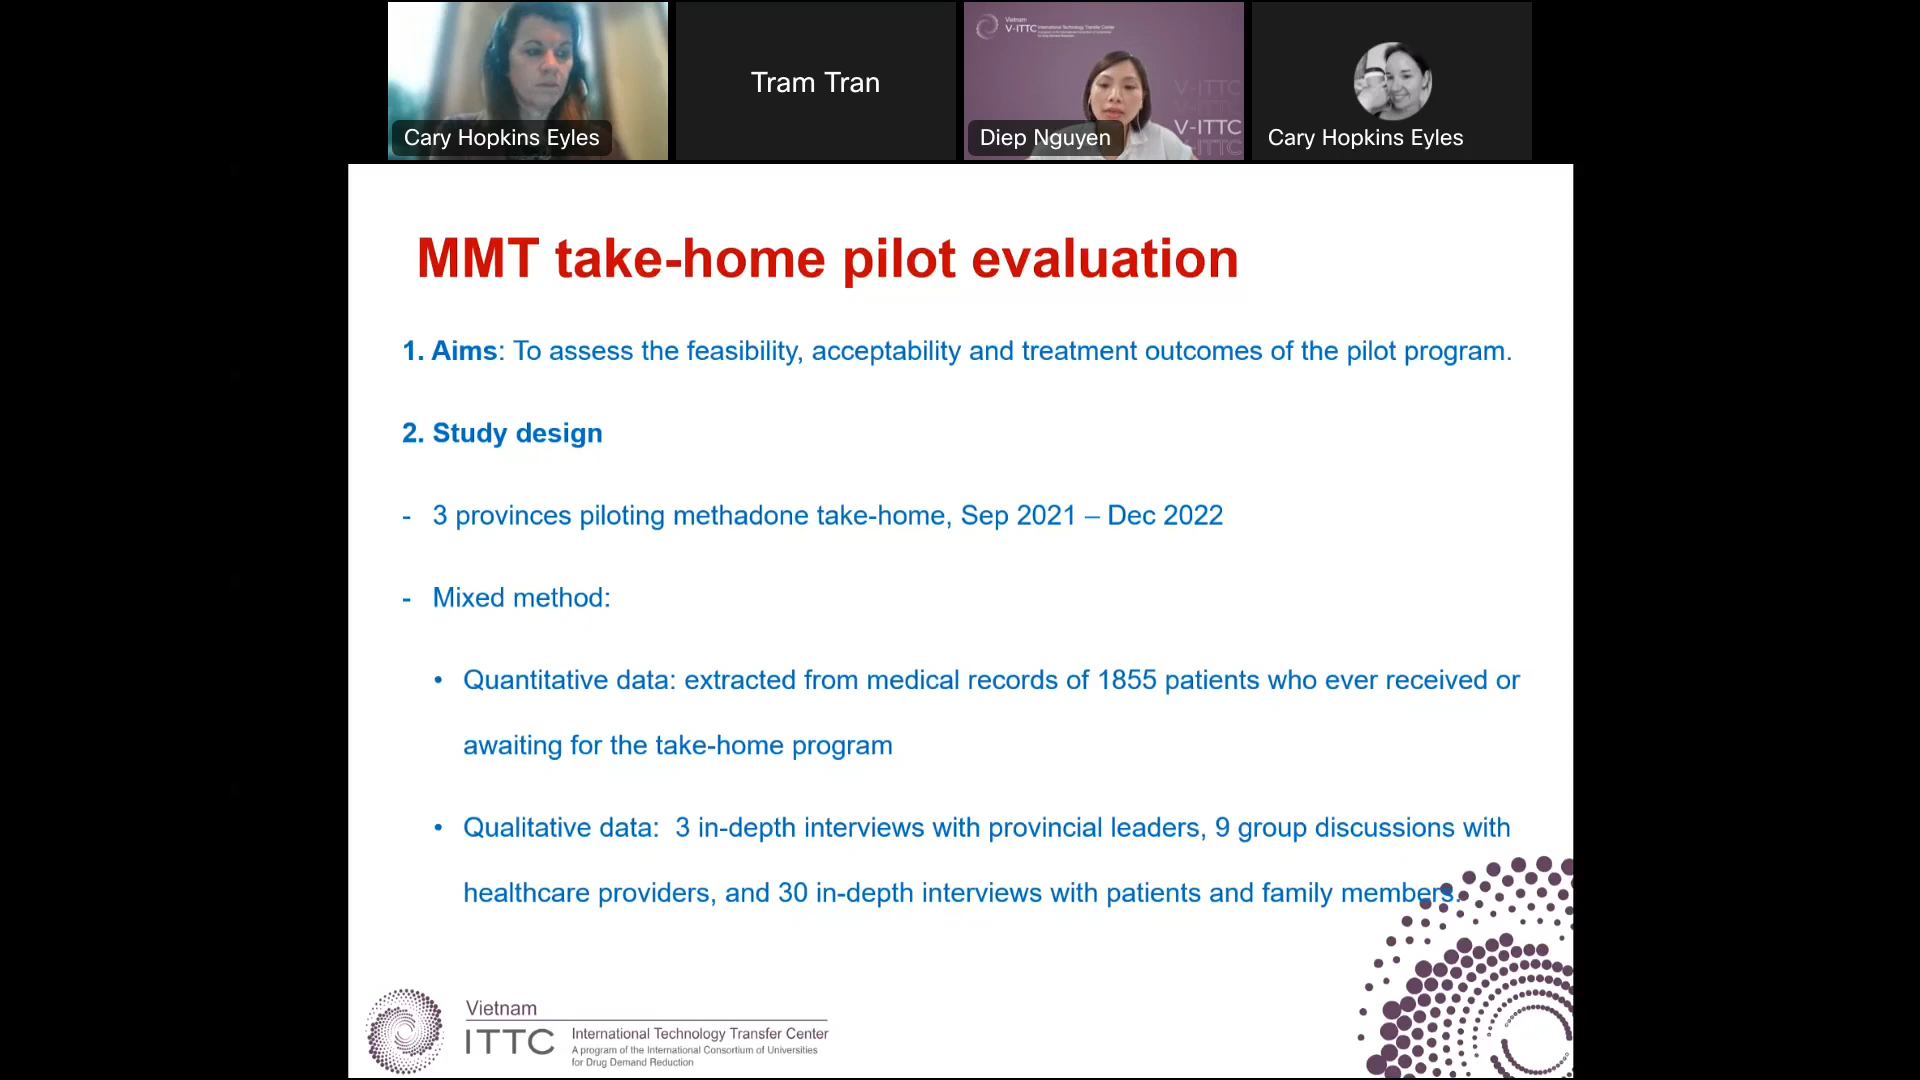 Cary Hopkins Eyles
Tram Tran
Vietnam
V-ITTC
V-ITTC
V-ITTC
Diep Nguyen
Cary Hopkins Eyles
MMT take-home pilot evaluation
1. Aims: To assess the feasibility, acceptability and treatment outcomes of the pilot program.
2. Study design
- 3 provinces piloting methadone take-home, Sep 2021 – Dec 2022
- Mixed method:
• Quantitative data: extracted from medical records of 1855 patients who ever received or
awaiting for the take-home program
• Qualitative data: 3 in-depth interviews with provincial leaders, 9 group discussions with
healthcare providers, and 30 in-depth interviews with patients and family members.
Vietnam
ITTC
International Technology Transfer Center
A program of the International Consortium of Universities
for Drug Demand Reduction